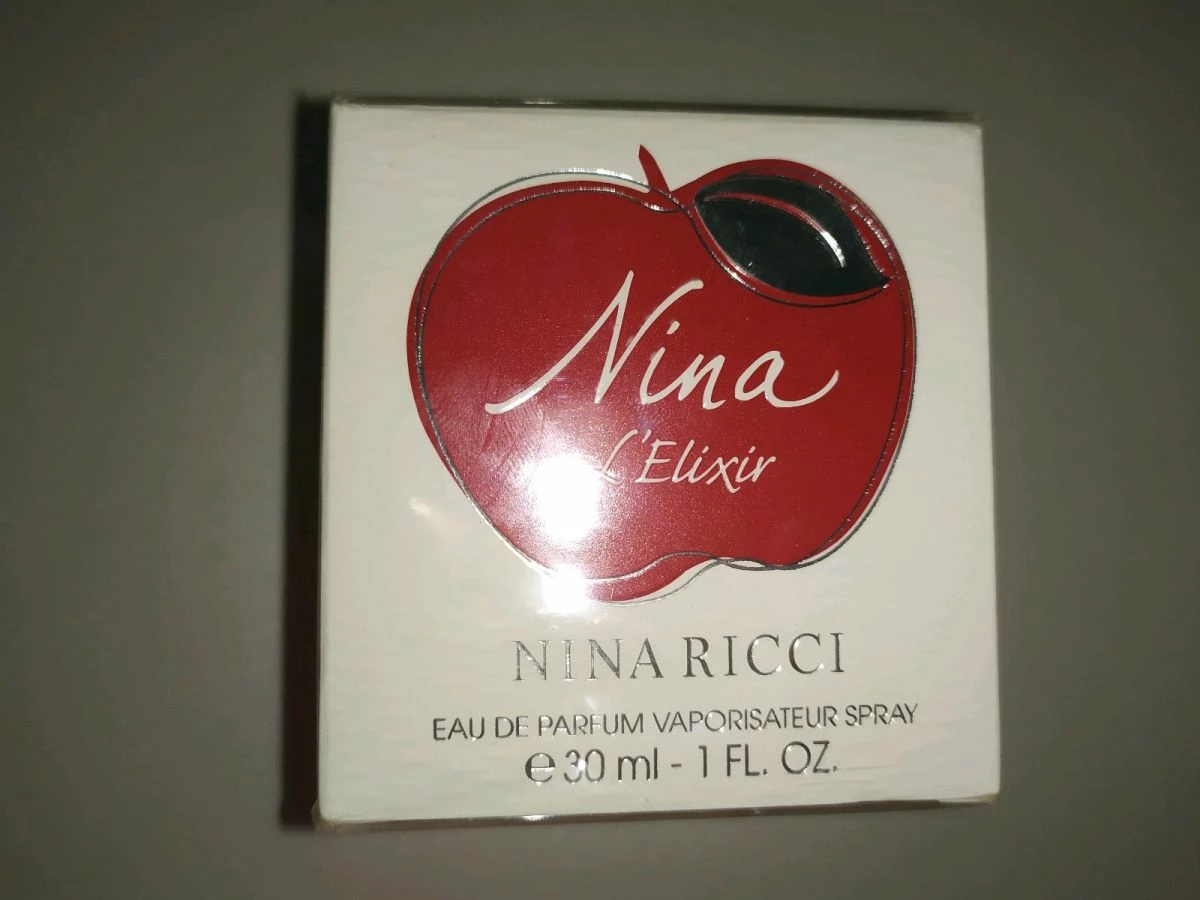 Nina
L'Elixir
NINA RICCI
EAU DE PARFUM VAPORISATEUR SPRAY
℮ 30 ml - 1 FL. OZ.